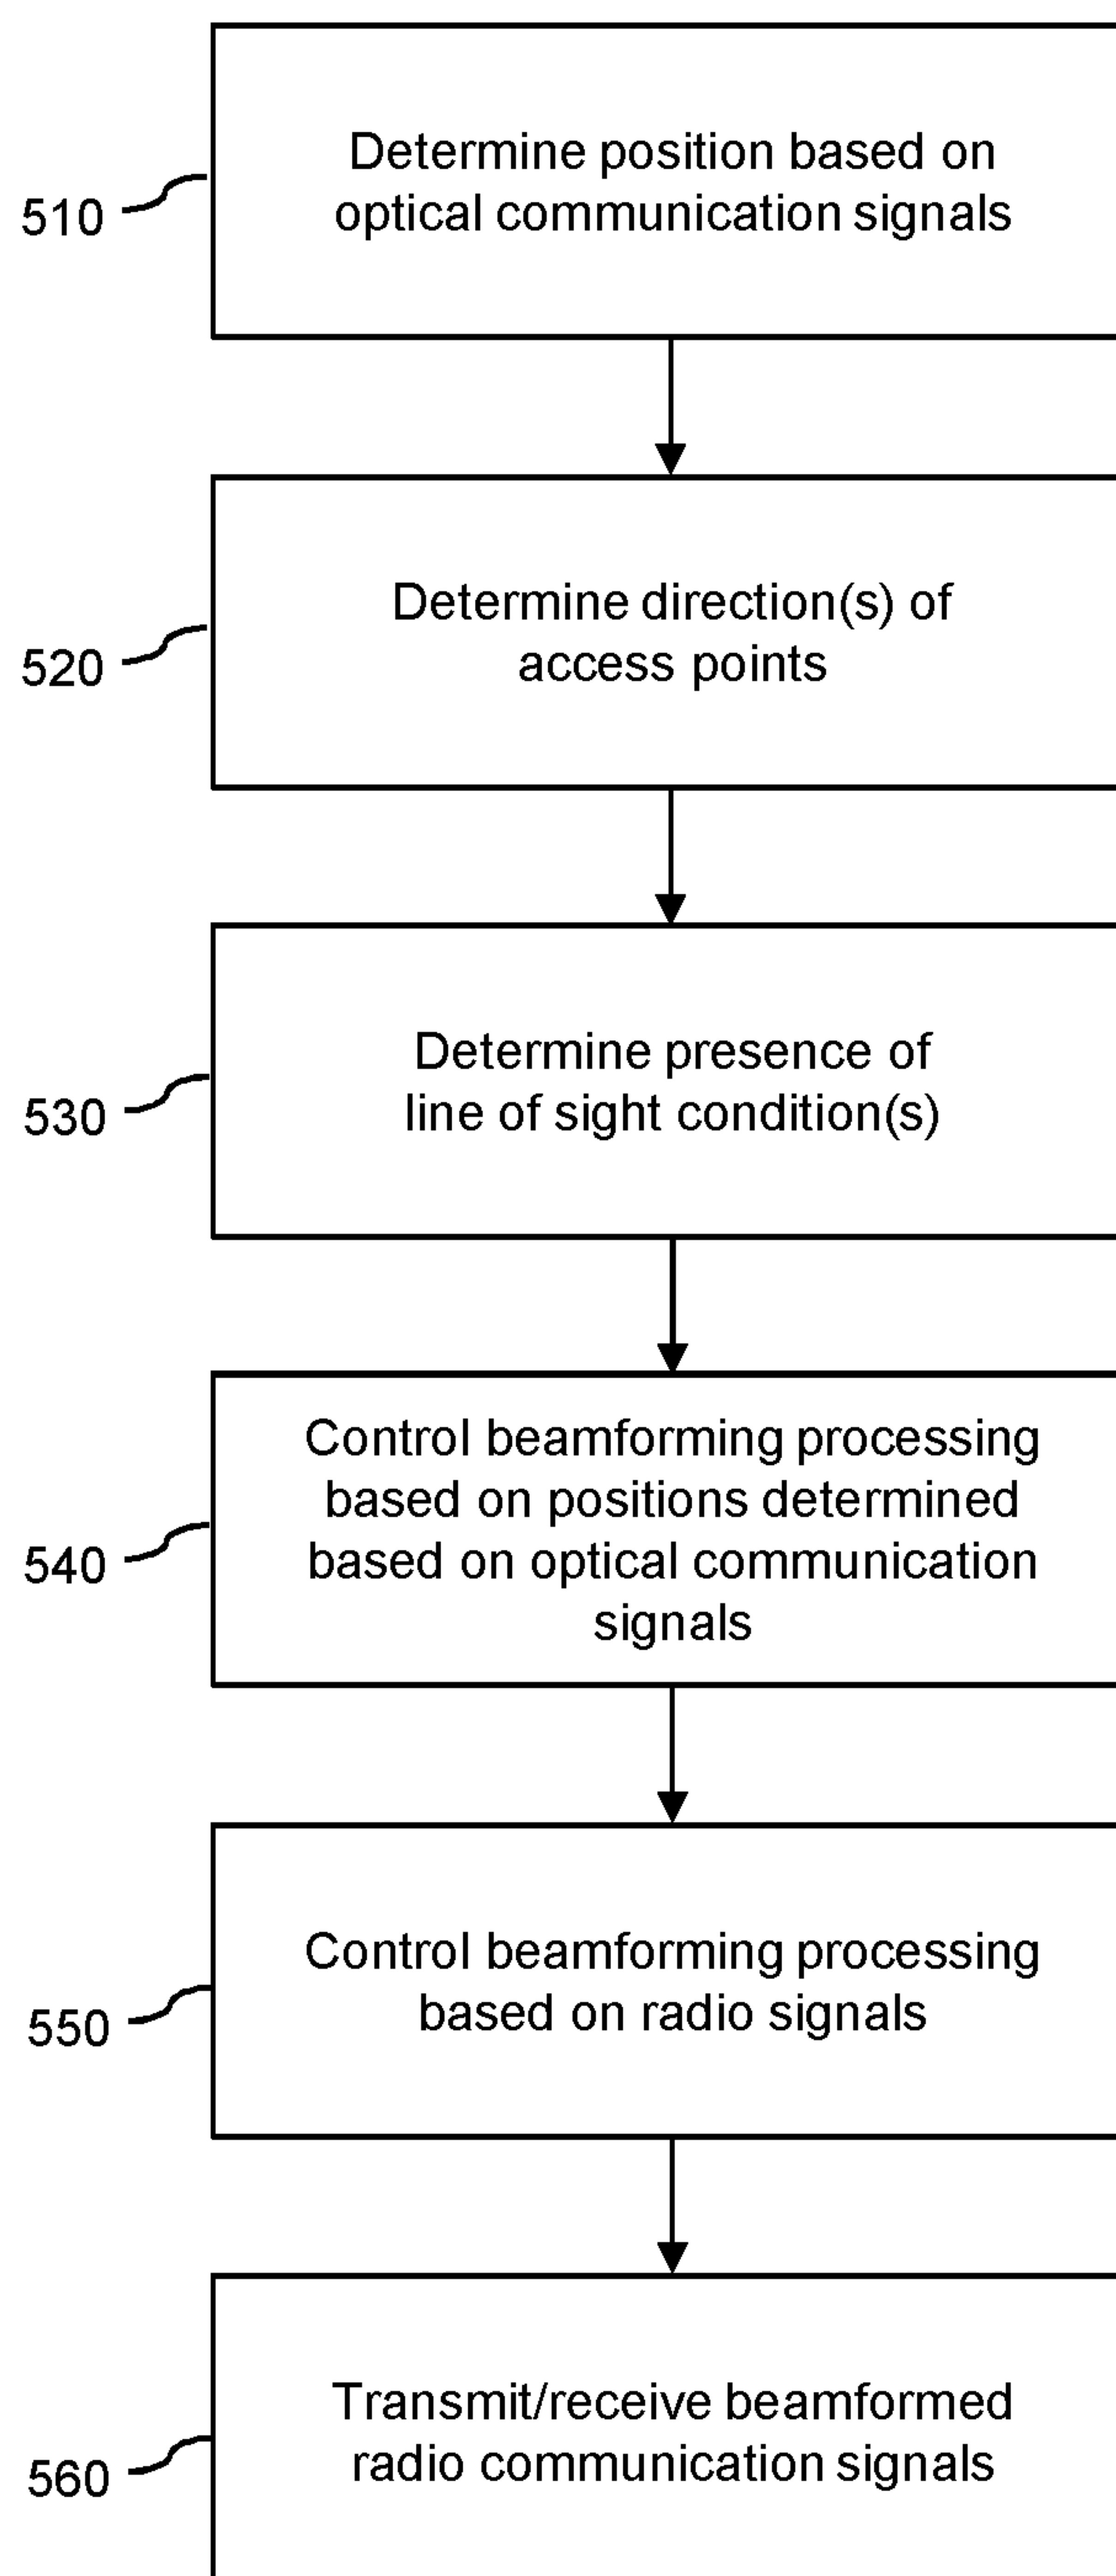 Determine position based on
optical communication signals
510
Determine direction(s) of
access points
520
Determine presence of
line of sight condition(s)
530
Control beamforming processing
based on positions determined
based on optical communication
signals
540
Control beamforming processing
based on radio signals
550
Transmit/receive beamformed
radio communication signals
560